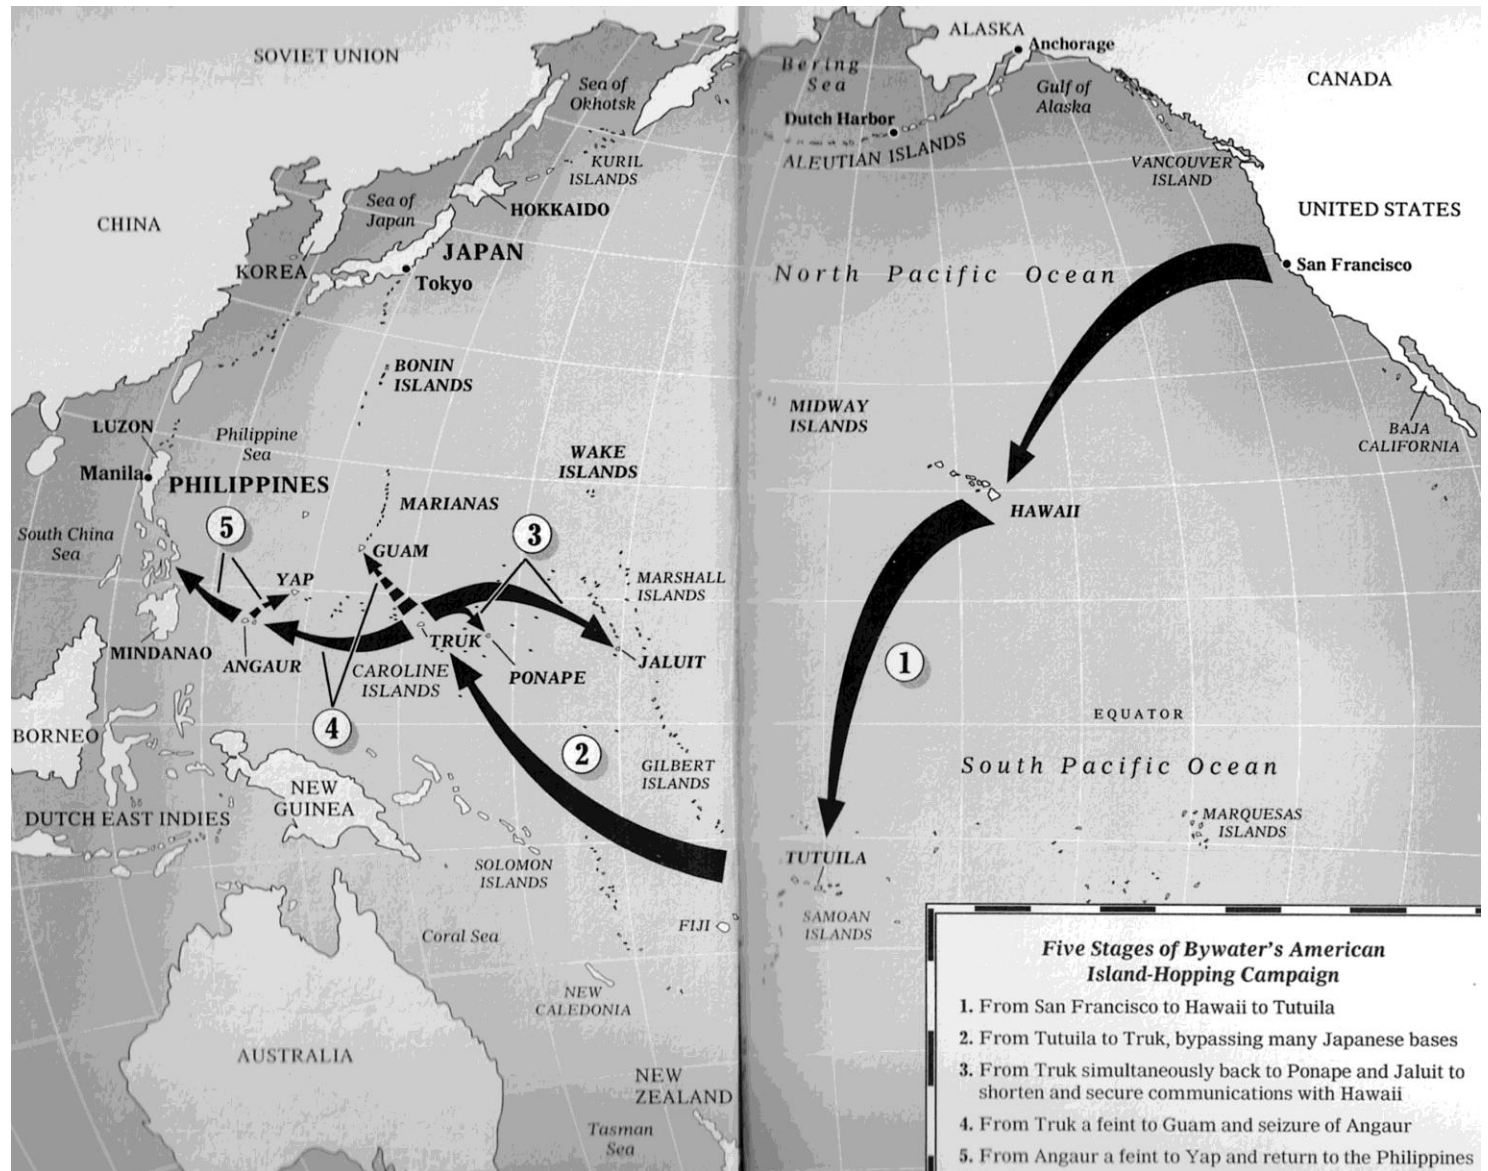 SOVIET UNION
Sea of
Okhotsk
KURIL
ISLANDS
Sea of
Japan
HOKKAIDO
CHINA
JAPAN
KOREA
Tokyo
BONIN
ISLANDS
LUZON
Philippine
Sea
Manila
PHILIPPINES
WAKE
ISLANDS
MARIANAS
South China
Sea
5
3
GUAM
YAP
MARSHALL
ISLANDS
MINDANAO
ANGAUR
TRUK
CAROLINE
ISLANDS
PONAPE
JALUIT
4
2
BORNEO
GILBERT
ISLANDS
NEW
GUINEA
DUTCH EAST INDIES
SOLOMON
ISLANDS
FIJI
Coral Sea
NEW
CALEDONIA
AUSTRALIA
NEW
ZEALAND
Tasman
Sea
ALASKA
Anchorage
Bering
Sea
Gulf of
Alaska
CANADA
Dutch Harbor
ALEUTIAN ISLANDS
VANCOUVER
ISLAND
UNITED STATES
North Pacific Ocean
San Francisco
MIDWAY
ISLANDS
BAJA
CALIFORNIA
HAWAII
1
EQUATOR
South Pacific Ocean
MARQUESAS
ISLANDS
TUTUILA
SAMOAN
ISLANDS
Five Stages of Bywater's American
Island-Hopping Campaign
1. From San Francisco to Hawaii to Tutuila
2. From Tutuila to Truk, bypassing many Japanese bases
3. From Truk simultaneously back to Ponape and Jaluit to
shorten and secure communications with Hawaii
4. From Truk a feint to Guam and seizure of Angaur
5. From Angaur a feint to Yap and return to the Philippines